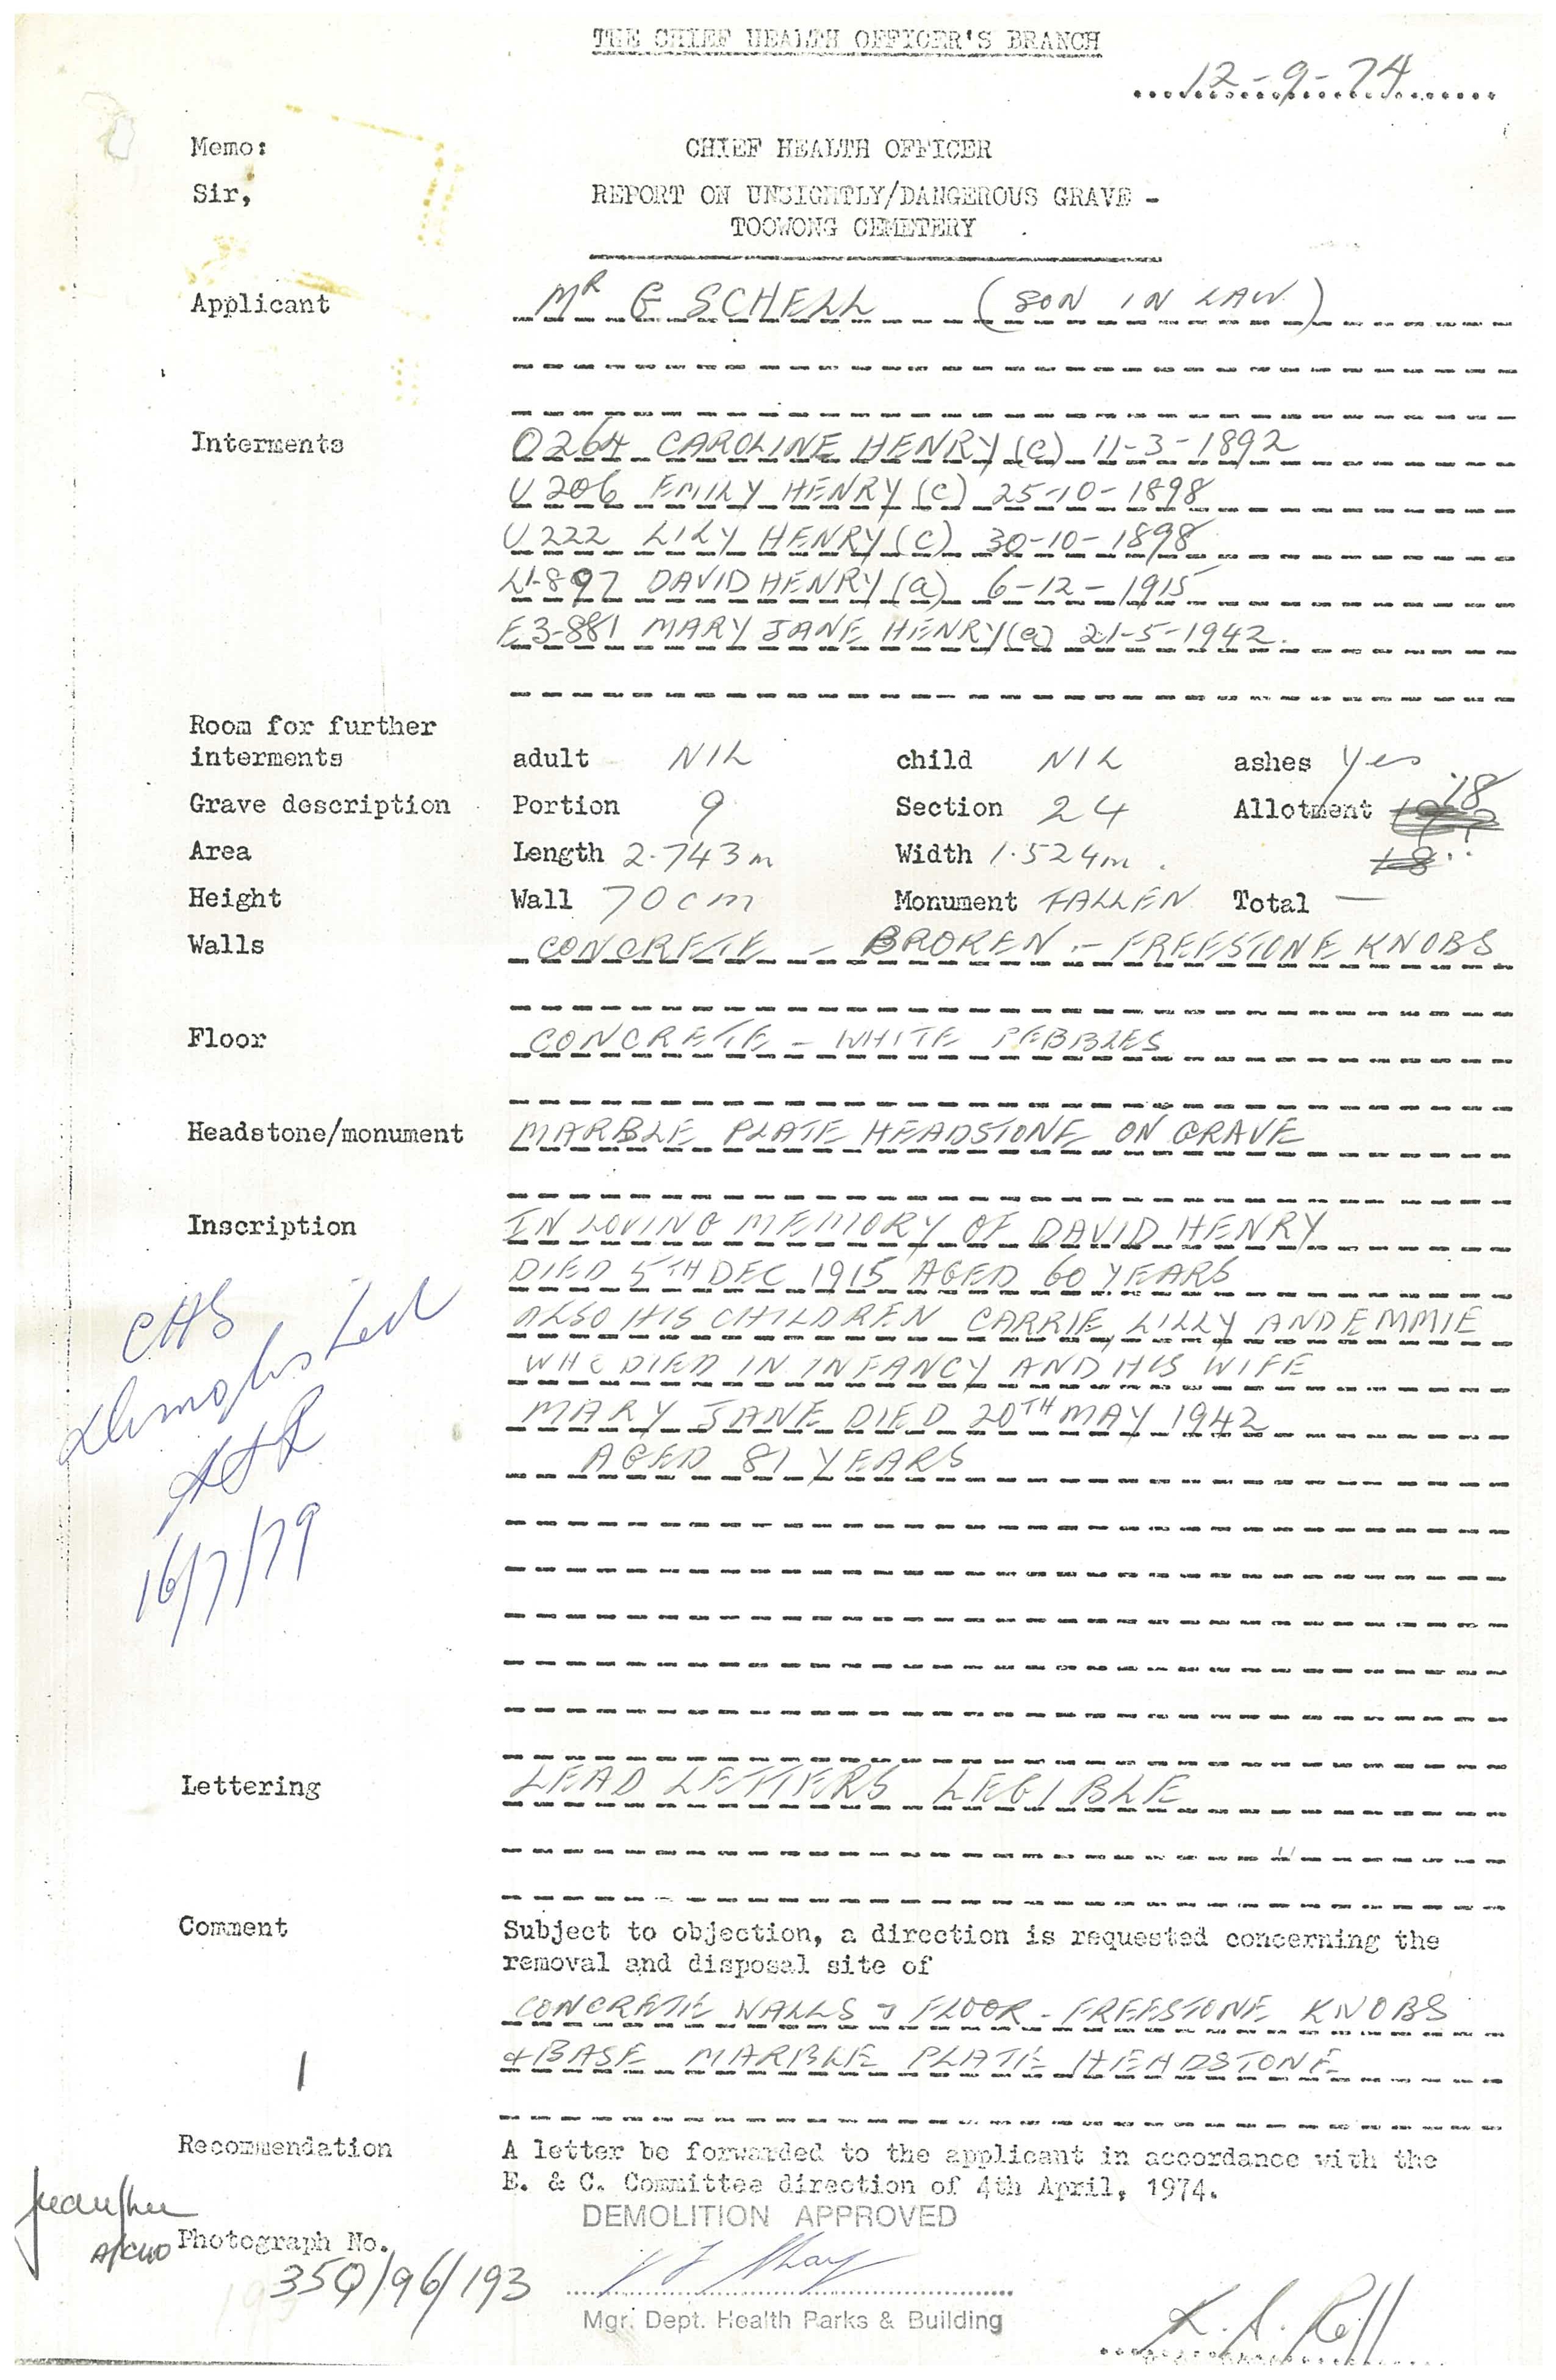 THE CHIEF HEALTH OFFICER'S BRANCH
12-9-74
Memo: CHIEF HEALTH OFFICER
Sir, REPORT ON UNSIGHTLY/DANGEROUS GRAVE -
TOOWONG CEMETERY
Applicant MR G SCHELL (SON IN LAW)
Interments O264 CAROLINE HENRY (C) 11-3-1892
U206 EMILY HENRY (C) 25-10-1898
U222 LILY HENRY (C) 30-10-1898
L1-897 DAVID HENRY (a) 6-12-1915
E3-881 MARY JANE HENRY (a) 21-5-1942.
Room for further
interments adult NIL child NIL ashes Yes
18
Grave description Portion 9 Section 24 Allotment
Area Length 2.743m Width 1.524m. 18
Height Wall 70cm Monument FALLEN Total —
Walls CONCRETE - BROKEN - FREESTONE KNOBS
Floor CONCRETE - WHITE PEBBLES
Headstone/monument MARBLE PLATE HEADSTONE ON GRAVE
Inscription IN LOVING MEMORY OF DAVID HENRY
DIED 5TH DEC 1915 AGED 60 YEARS
ALSO HIS CHILDREN CARRIE, LILLY AND EMMIE
WHO DIED IN INFANCY AND HIS WIFE
MARY JANE DIED 20TH MAY 1942
AGED 81 YEARS
CHS
16/7/79
Lettering LEAD LETTERS LEGIBLE
Comment Subject to objection, a direction is requested concerning the
removal and disposal site of
CONCRETE WALLS & FLOOR - FREESTONE KNOBS
& BASE MARBLE PLATE HEADSTONE
Recommendation A letter be forwarded to the applicant in accordance with the
E. & C. Committee direction of 4th April, 1974.
DEMOLITION APPROVED
A/CHO
Photograph No.
35Q/96/193
Mgr. Dept. Health Parks & Building